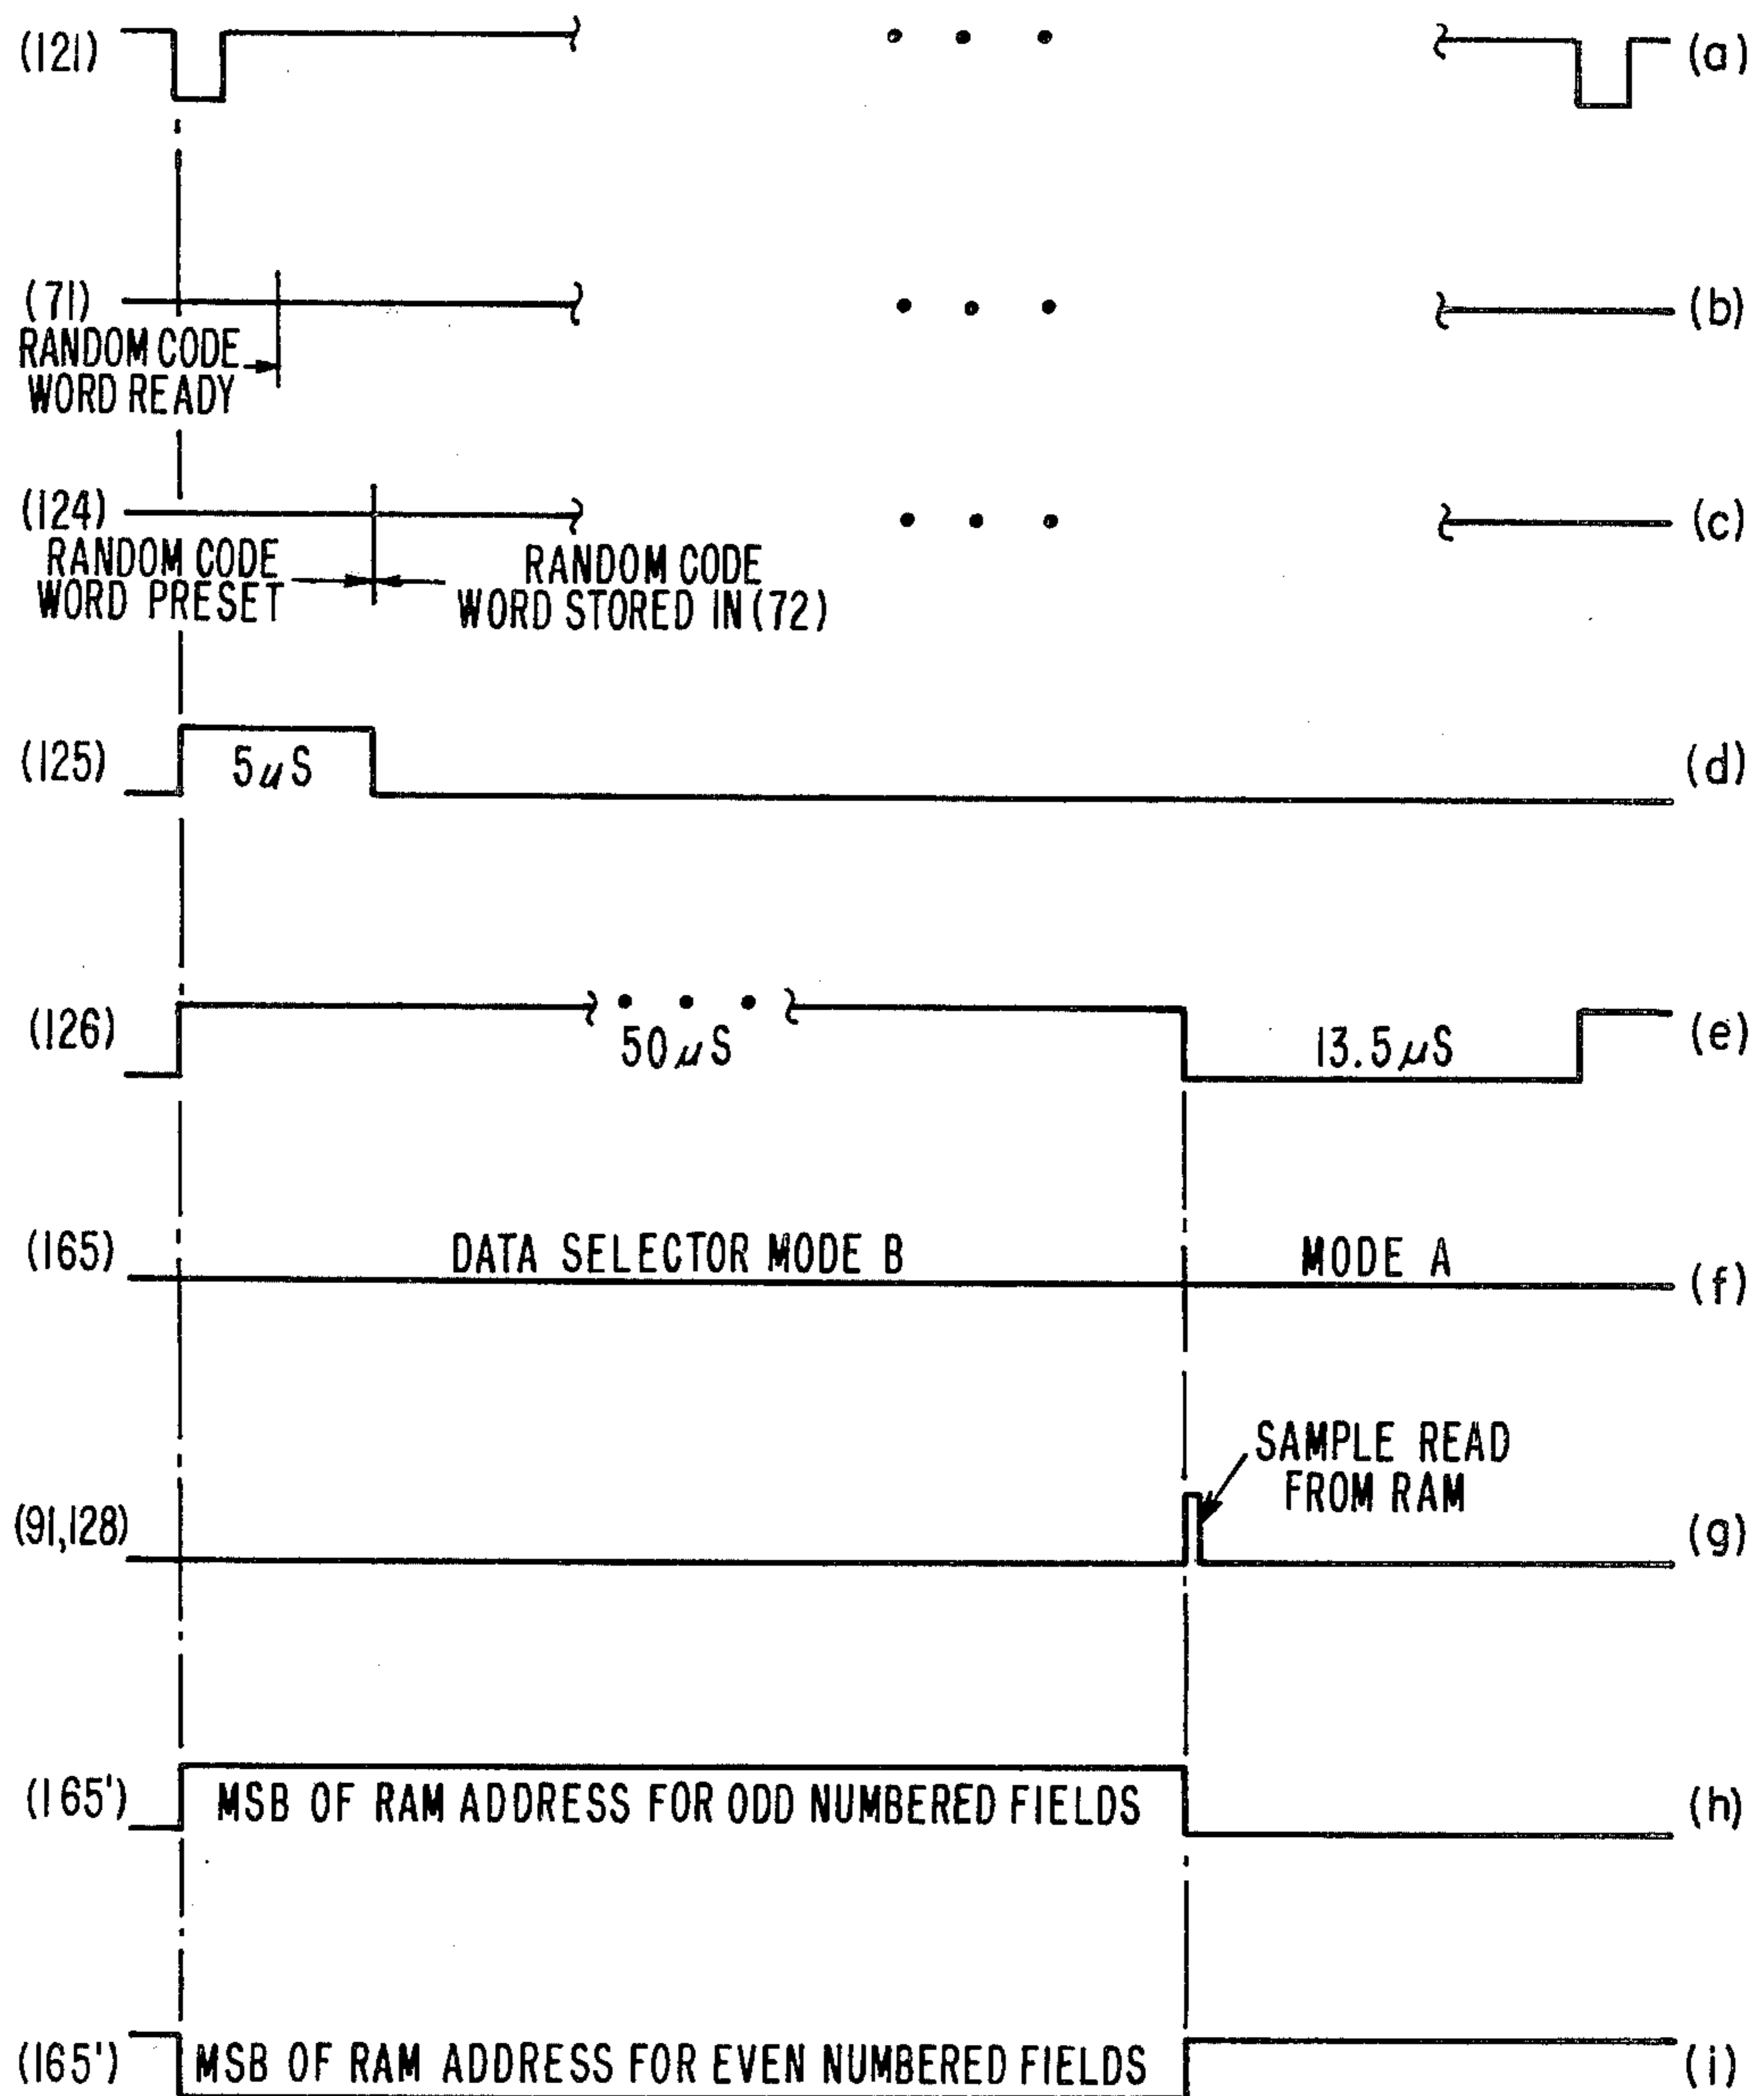 (121) (a)
(71) (b)
RANDOM CODE
WORD READY
(124) (c)
RANDOM CODE
WORD PRESET
RANDOM CODE
WORD STORED IN (72)
(125) 5µS (d)
(126) 50µS 13.5µS (e)
(165) DATA SELECTOR MODE B MODE A (f)
SAMPLE READ
FROM RAM
(91,128) (g)
(165') MSB OF RAM ADDRESS FOR ODD NUMBERED FIELDS (h)
(165') MSB OF RAM ADDRESS FOR EVEN NUMBERED FIELDS (i)